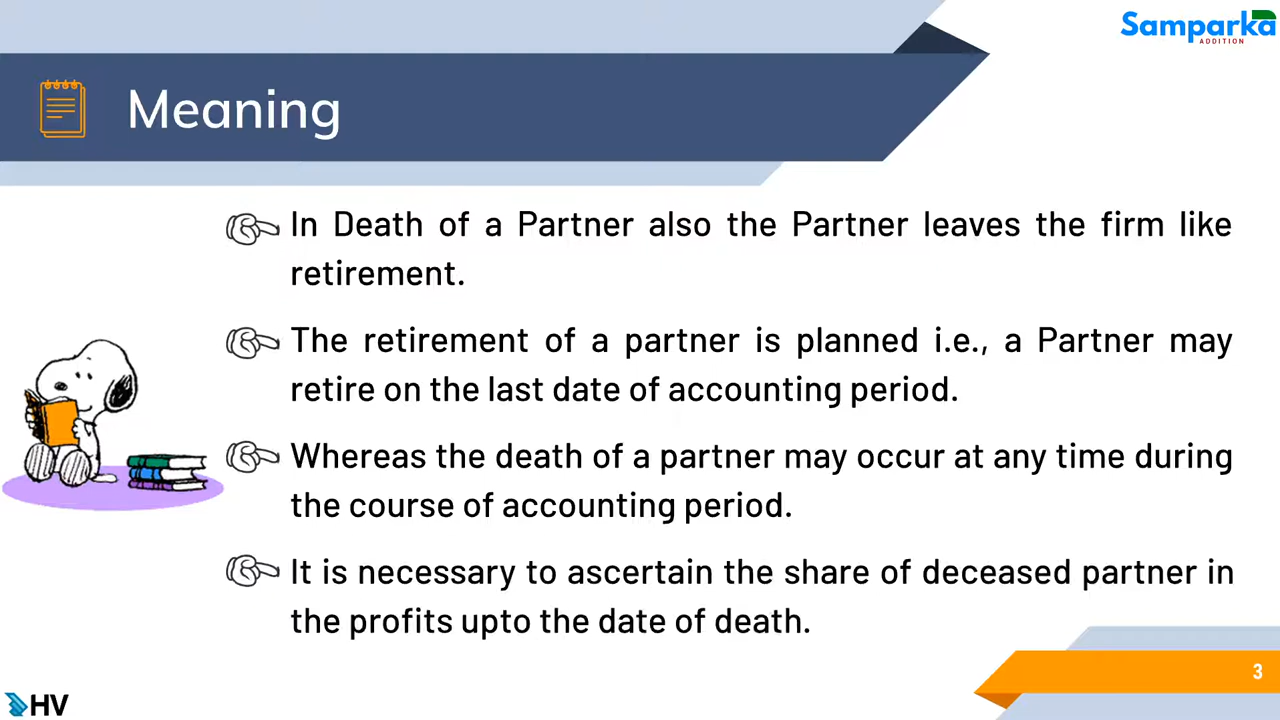 Samparka
ADDITION
Meaning
In Death of a Partner also the Partner leaves the firm like
retirement.
The retirement of a partner is planned i.e., a Partner may
retire on the last date of accounting period.
Whereas the death of a partner may occur at any time during
the course of accounting period.
It is necessary to ascertain the share of deceased partner in
the profits upto the date of death.
3
HV